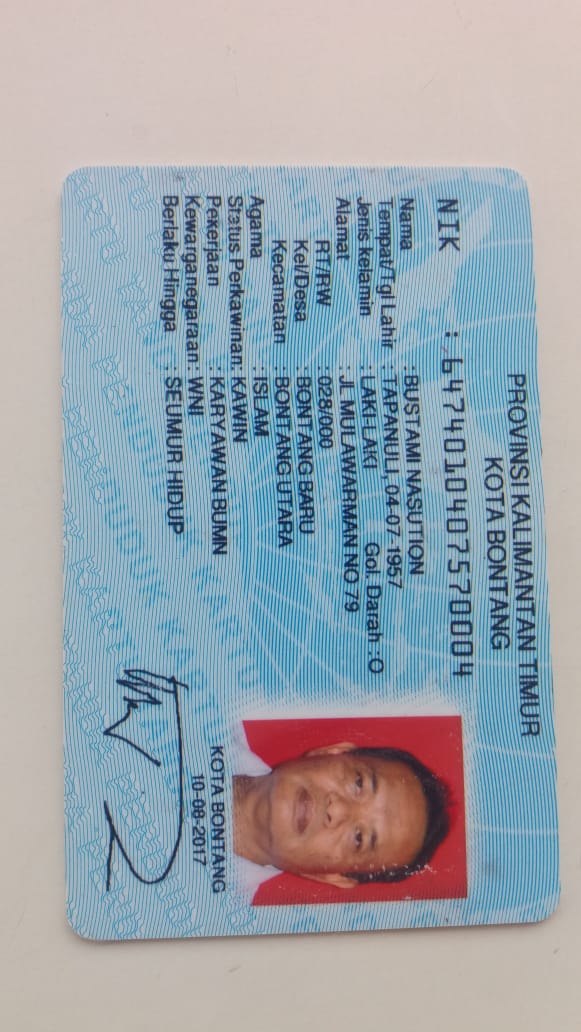 PROVINSI KALIMANTAN TIMUR
KOTA BONTANG
NIK : 6474010407570004
Nama : BUSTAMI NASUTION
Tempat/Tgl Lahir : TAPANULI, 04-07-1957
Jenis kelamin : LAKI-LAKI Gol. Darah : O
Alamat : JL MULAWARMAN NO 79
RT/RW : 028/000
Kel/Desa : BONTANG BARU
Kecamatan : BONTANG UTARA
Agama : ISLAM
Status Perkawinan: KAWIN
Pekerjaan : KARYAWAN BUMN
Kewarganegaraan : WNI
Berlaku Hingga : SEUMUR HIDUP
KOTA BONTANG
10-08-2017